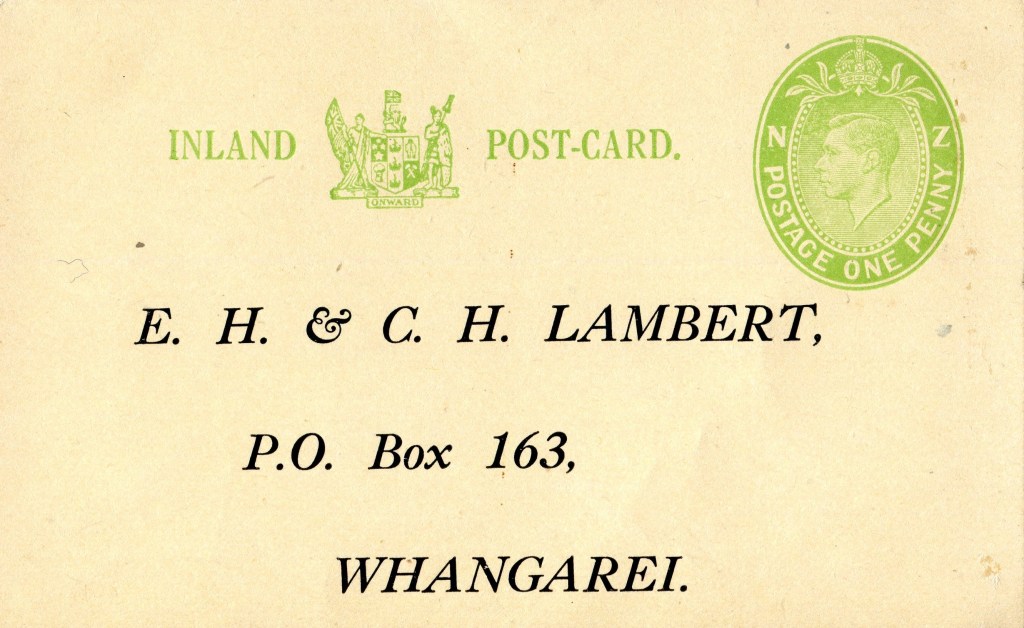 INLAND POST-CARD.
ONWARD
N Z
POSTAGE ONE PENNY
E. H. & C. H. LAMBERT,
P.O. Box 163,
WHANGAREI.